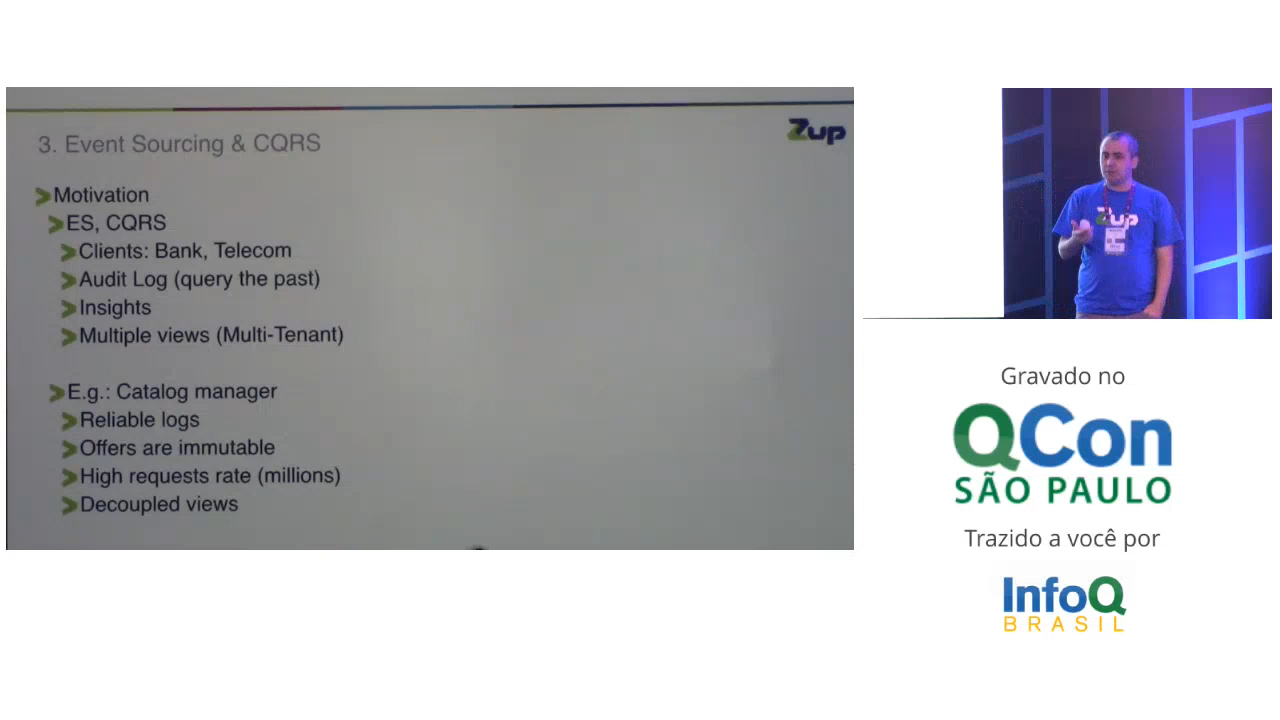 3. Event Sourcing & CQRS
Zup
Motivation
ES, CQRS
Clients: Bank, Telecom
Audit Log (query the past)
Insights
Multiple views (Multi-Tenant)
E.g.: Catalog manager
Reliable logs
Offers are immutable
High requests rate (millions)
Decoupled views
Zup
Gravado no
QCon
SÃO PAULO
Trazido a você por
InfoQ
BRASIL